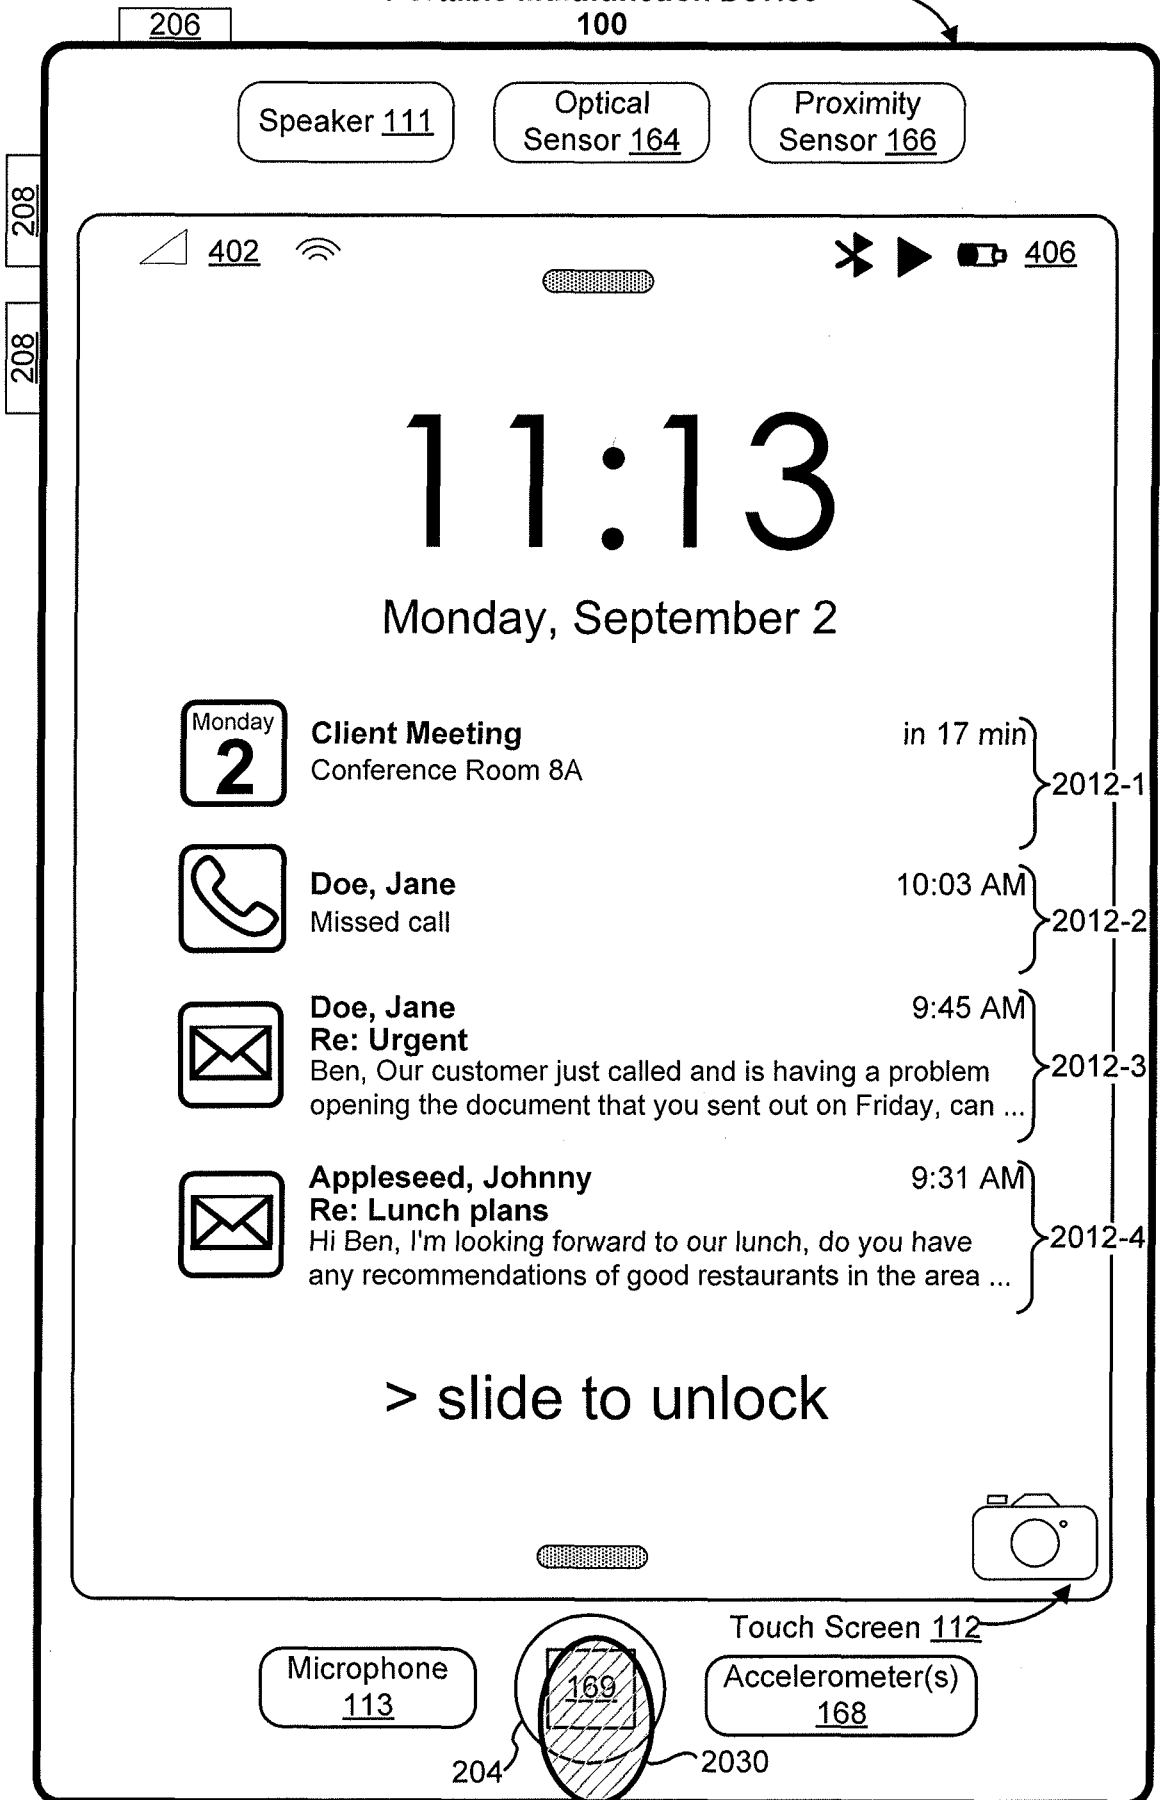 206
100
Speaker 111
Optical
Sensor 164
Proximity
Sensor 166
208
208
402
406
11:13
Monday, September 2
Monday
2
Client Meeting
in 17 min
Conference Room 8A
2012-1
Doe, Jane
10:03 AM
Missed call
2012-2
Doe, Jane
9:45 AM
Re: Urgent
Ben, Our customer just called and is having a problem
opening the document that you sent out on Friday, can ...
2012-3
Appleseed, Johnny
9:31 AM
Re: Lunch plans
Hi Ben, I'm looking forward to our lunch, do you have
any recommendations of good restaurants in the area ...
2012-4
> slide to unlock
Touch Screen 112
Microphone
113
169
Accelerometer(s)
168
204
2030